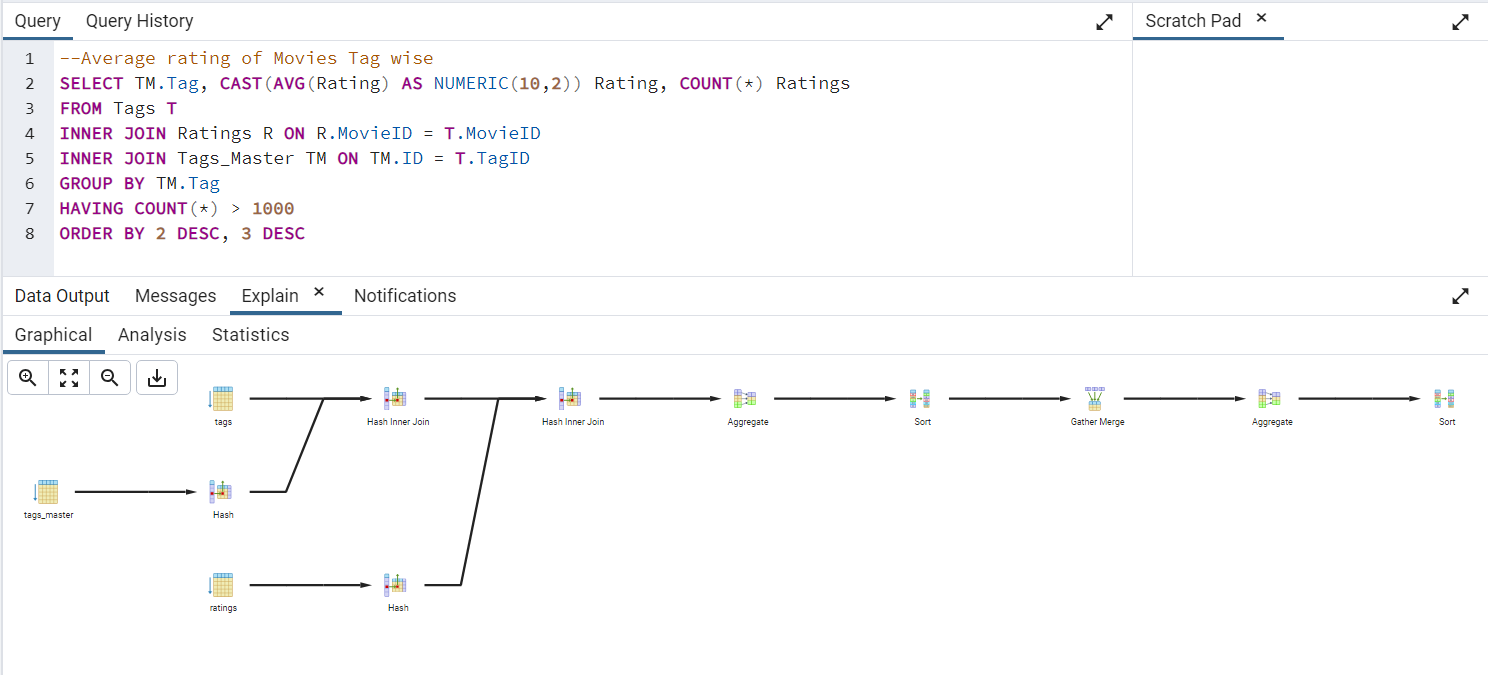 Query Query History Scratch Pad ×
1 --Average rating of Movies Tag wise
2 SELECT TM.Tag, CAST(AVG(Rating) AS NUMERIC(10,2)) Rating, COUNT(*) Ratings
3 FROM Tags T
4 INNER JOIN Ratings R ON R.MovieID = T.MovieID
5 INNER JOIN Tags_Master TM ON TM.ID = T.TagID
6 GROUP BY TM.Tag
7 HAVING COUNT(*) > 1000
8 ORDER BY 2 DESC, 3 DESC
Data Output Messages Explain × Notifications
Graphical Analysis Statistics
tags Hash Inner Join Hash Inner Join Aggregate Sort Gather Merge Aggregate Sort
tags_master Hash
ratings Hash